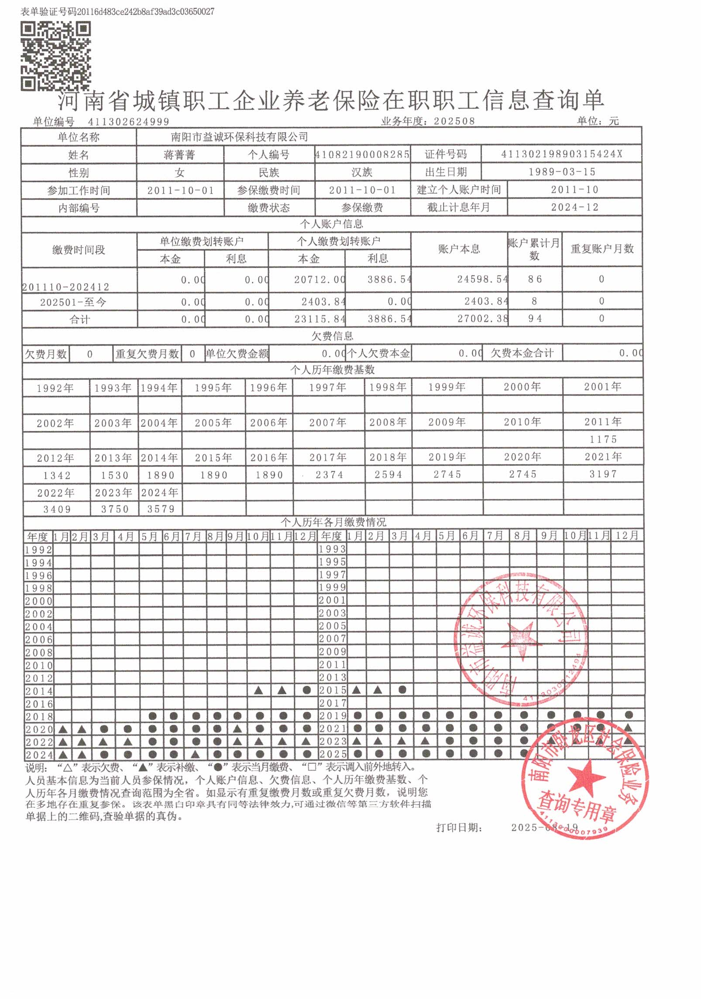 表单验证号码20116d483ce242b8af39ad3c03650027
河南省城镇职工企业养老保险在职职工信息查询单
单位编号 411302624999 业务年度：202508 单位：元
单位名称 南阳市益诚环保科技有限公司
姓名 蒋菁菁 个人编号 41082190008285 证件号码 41130219890315424X
性别 女 民族 汉族 出生日期 1989-03-15
参加工作时间 2011-10-01 参保缴费时间 2011-10-01 建立个人账户时间 2011-10
内部编号 缴费状态 参保缴费 截止计息年月 2024-12
个人账户信息
缴费时间段 单位缴费划转账户 个人缴费划转账户 账户本息 账户累计月数 重复账户月数
本金 利息 本金 利息
201110-202412 0.00 0.00 20712.00 3886.54 24598.54 86 0
202501-至今 0.00 0.00 2403.84 0.00 2403.84 8 0
合计 0.00 0.00 23115.84 3886.54 27002.38 94 0
欠费信息
欠费月数 0 重复欠费月数 0 单位欠费金额 0.00 个人欠费本金 0.00 欠费本金合计 0.00
个人历年缴费基数
1992年 1993年 1994年 1995年 1996年 1997年 1998年 1999年 2000年 2001年
2002年 2003年 2004年 2005年 2006年 2007年 2008年 2009年 2010年 2011年
1175
2012年 2013年 2014年 2015年 2016年 2017年 2018年 2019年 2020年 2021年
1342 1530 1890 1890 1890 2374 2594 2745 2745 3197
2022年 2023年 2024年
3409 3750 3579
个人历年各月缴费情况
年度 1月 2月 3月 4月 5月 6月 7月 8月 9月 10月 11月 12月 年度 1月 2月 3月 4月 5月 6月 7月 8月 9月 10月 11月 12月
1992 1993
1994 1995
1996 1997
1998 1999
2000 2001
2002 2003
2004 2005
2006 2007
2008 2009
2010 2011
2012 2013
2014 ▲ ▲ ● 2015 ▲ ▲ ●
2016 2017
2018 ● ● ● ● ● ● ● ● 2019 ● ● ● ● ● ● ● ● ● ● ● ●
2020 ▲ ▲ ● ● ● ● ● ● ▲ ● ● ● 2021 ● ● ● ● ● ● ● ● ● ● ● ▲
2022 ▲ ▲ ▲ ▲ ● ● ● ● ▲ ▲ ▲ ▲ 2023 ▲ ▲ ▲ ▲ ● ● ● ● ▲ ▲ ▲ ▲
2024 ▲ ▲ ● ● ● ● ▲ ● ● ● ● ● 2025 ● ● ● ● ● ● ● ●
说明：“△”表示欠费、“▲”表示补缴、“●”表示当月缴费、“□”表示调入前外地转入。
人员基本信息为当前人员参保情况，个人账户信息、欠费信息、个人历年缴费基数、个
人历年各月缴费情况查询范围为全省。如显示有重复缴费月数或重复欠费月数，说明您
在多地存在重复参保。该表单黑白印章具有同等法律效力,可通过微信等第三方软件扫描
单据上的二维码,查验单据的真伪。
打印日期： 2025-08-19
南阳市益诚环保科技有限公司
南阳市卧龙区社会保险业务
查询专用章
4113000007939